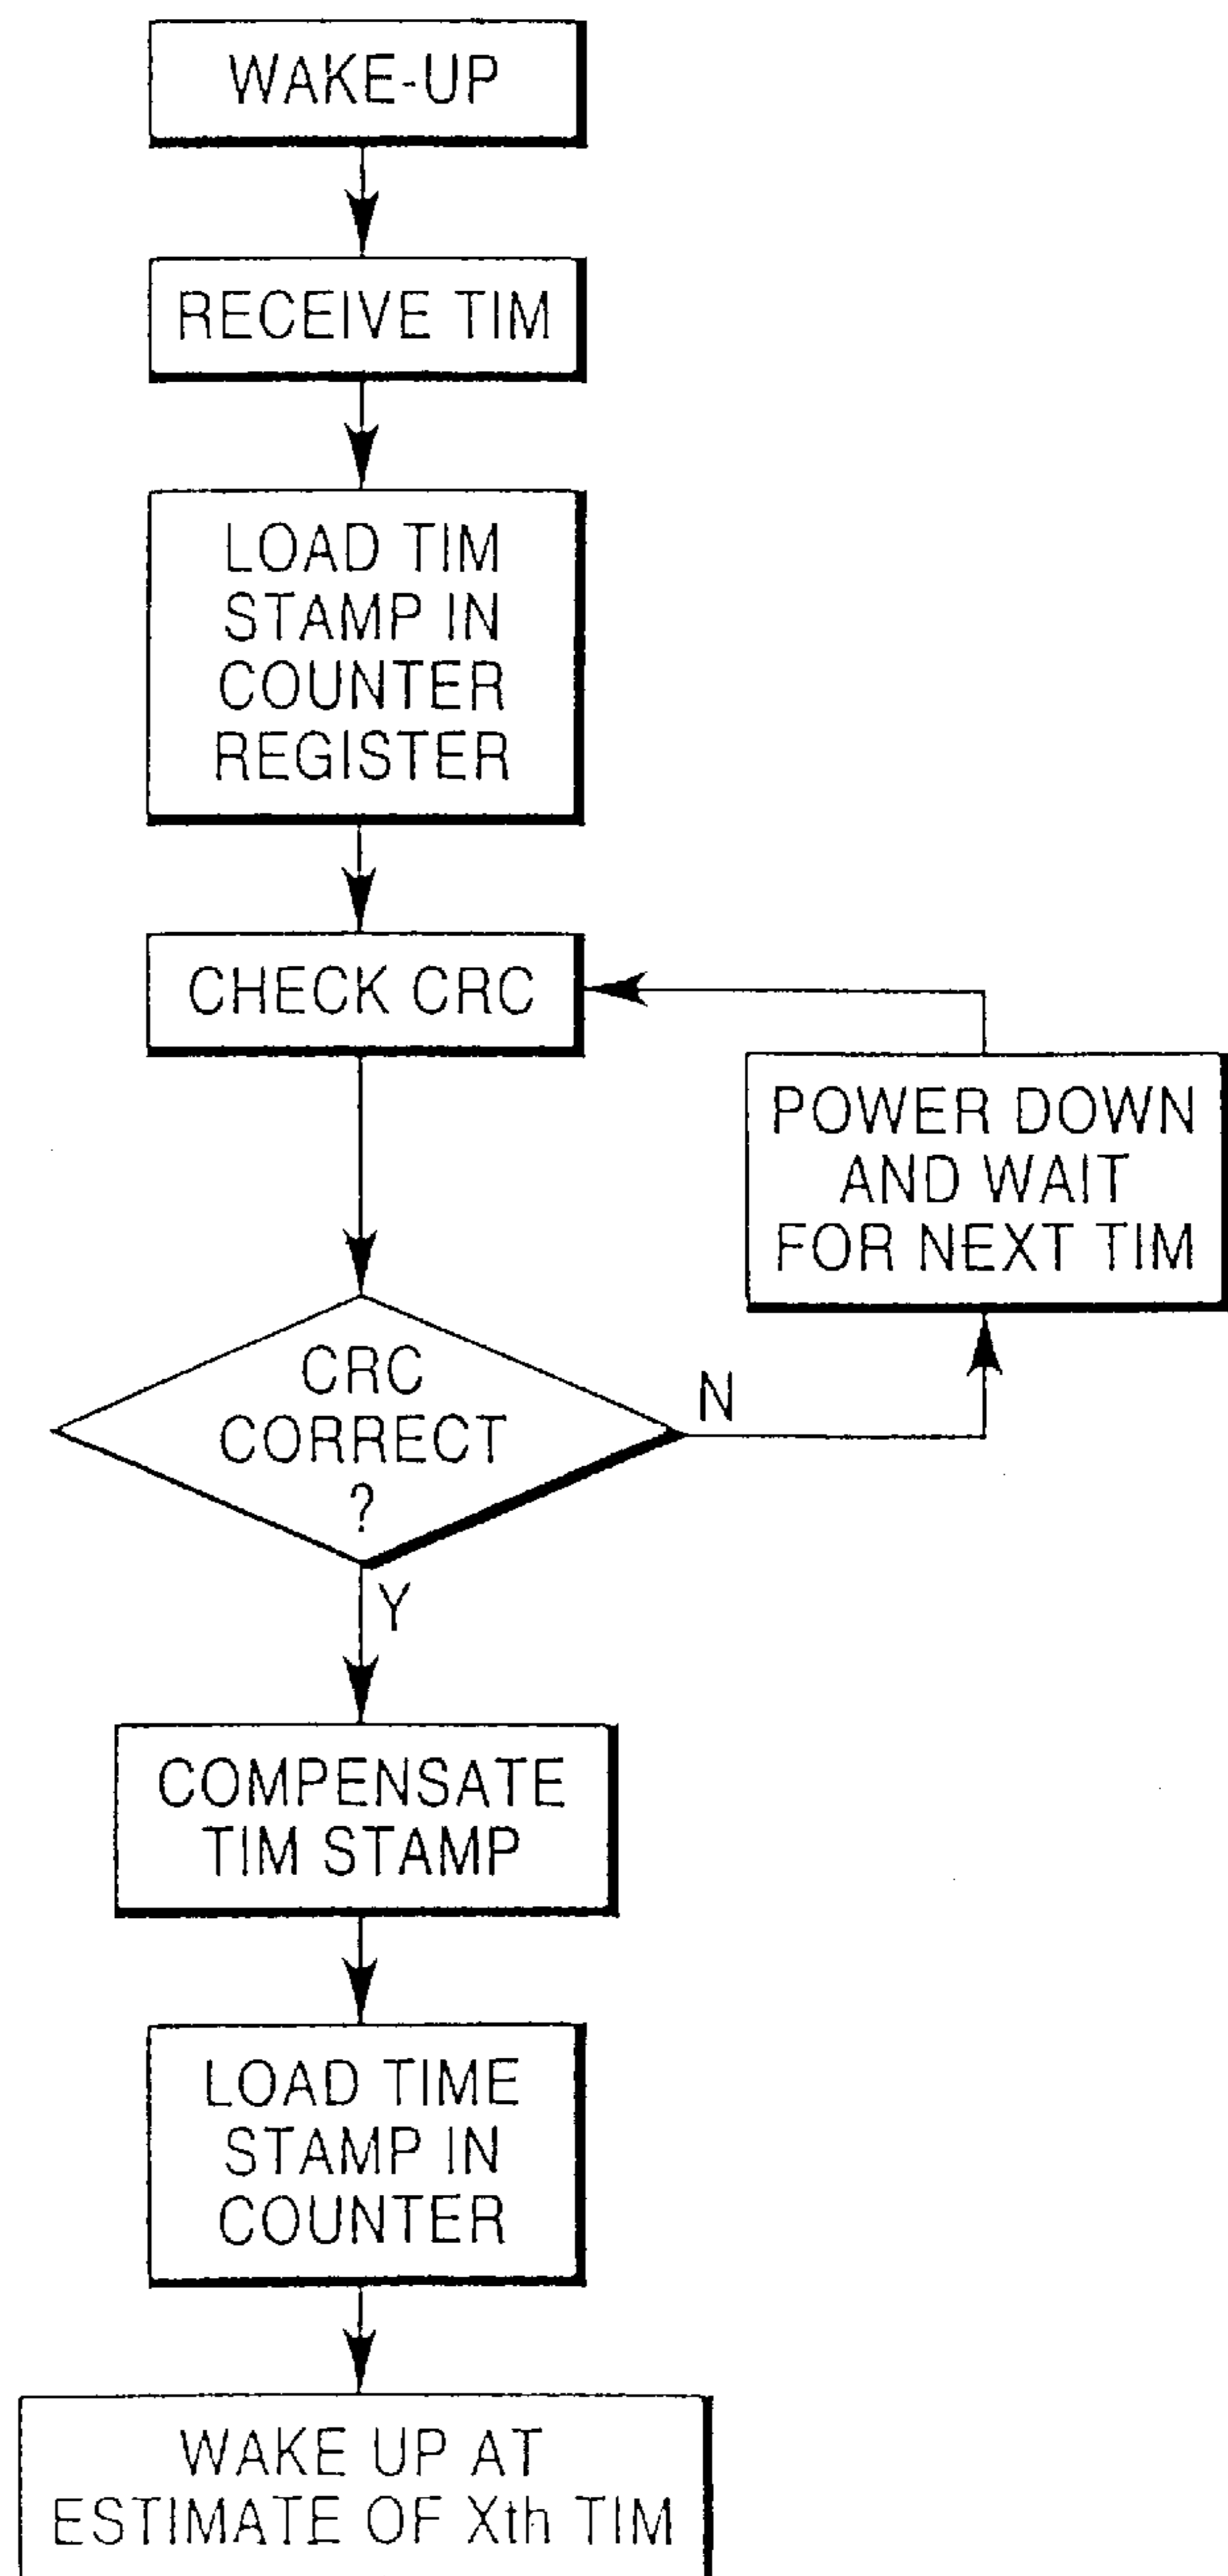 WAKE-UP
RECEIVE TIM
LOAD TIM
STAMP IN
COUNTER
REGISTER
CHECK CRC
POWER DOWN
AND WAIT
FOR NEXT TIM
CRC
CORRECT
?
N
Y
COMPENSATE
TIM STAMP
LOAD TIME
STAMP IN
COUNTER
WAKE UP AT
ESTIMATE OF Xth TIM